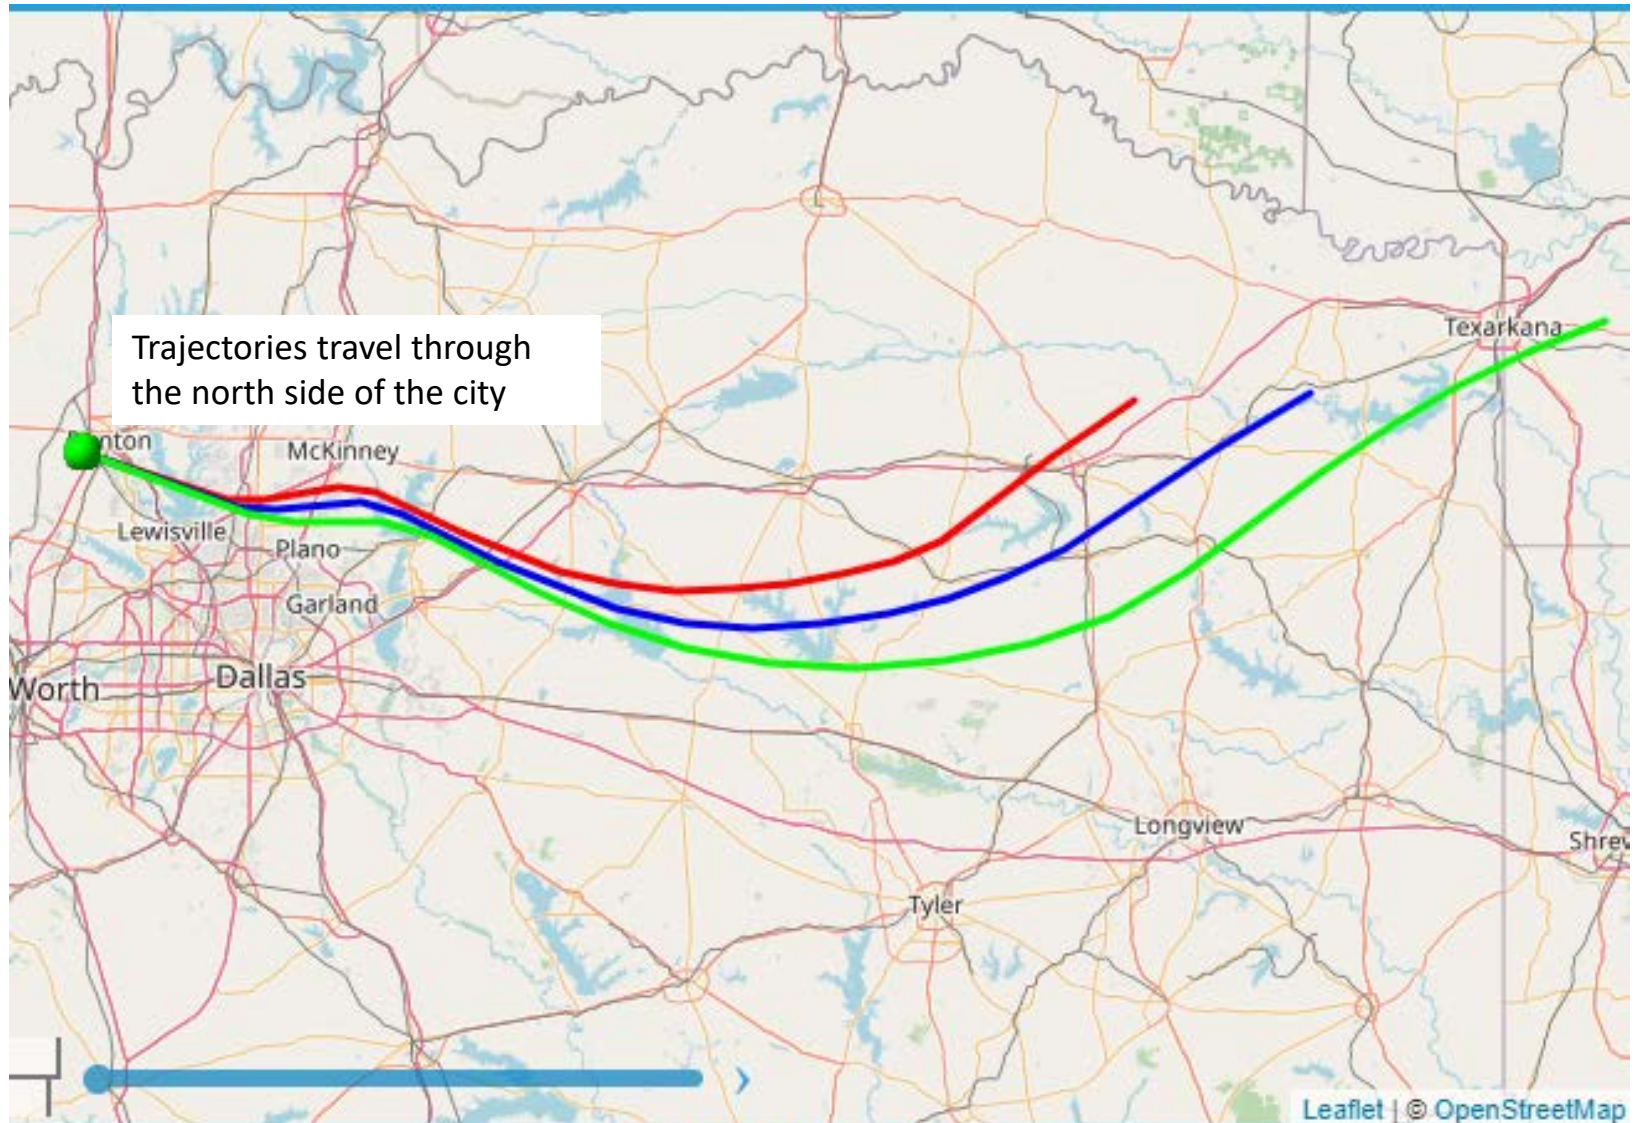 Texarkana
Trajectories travel through
the north side of the city
McKinney
Lewisville
Plano
Garland
Dallas
Worth
Longview
Shrev
Tyler
Leaflet | © OpenStreetMap